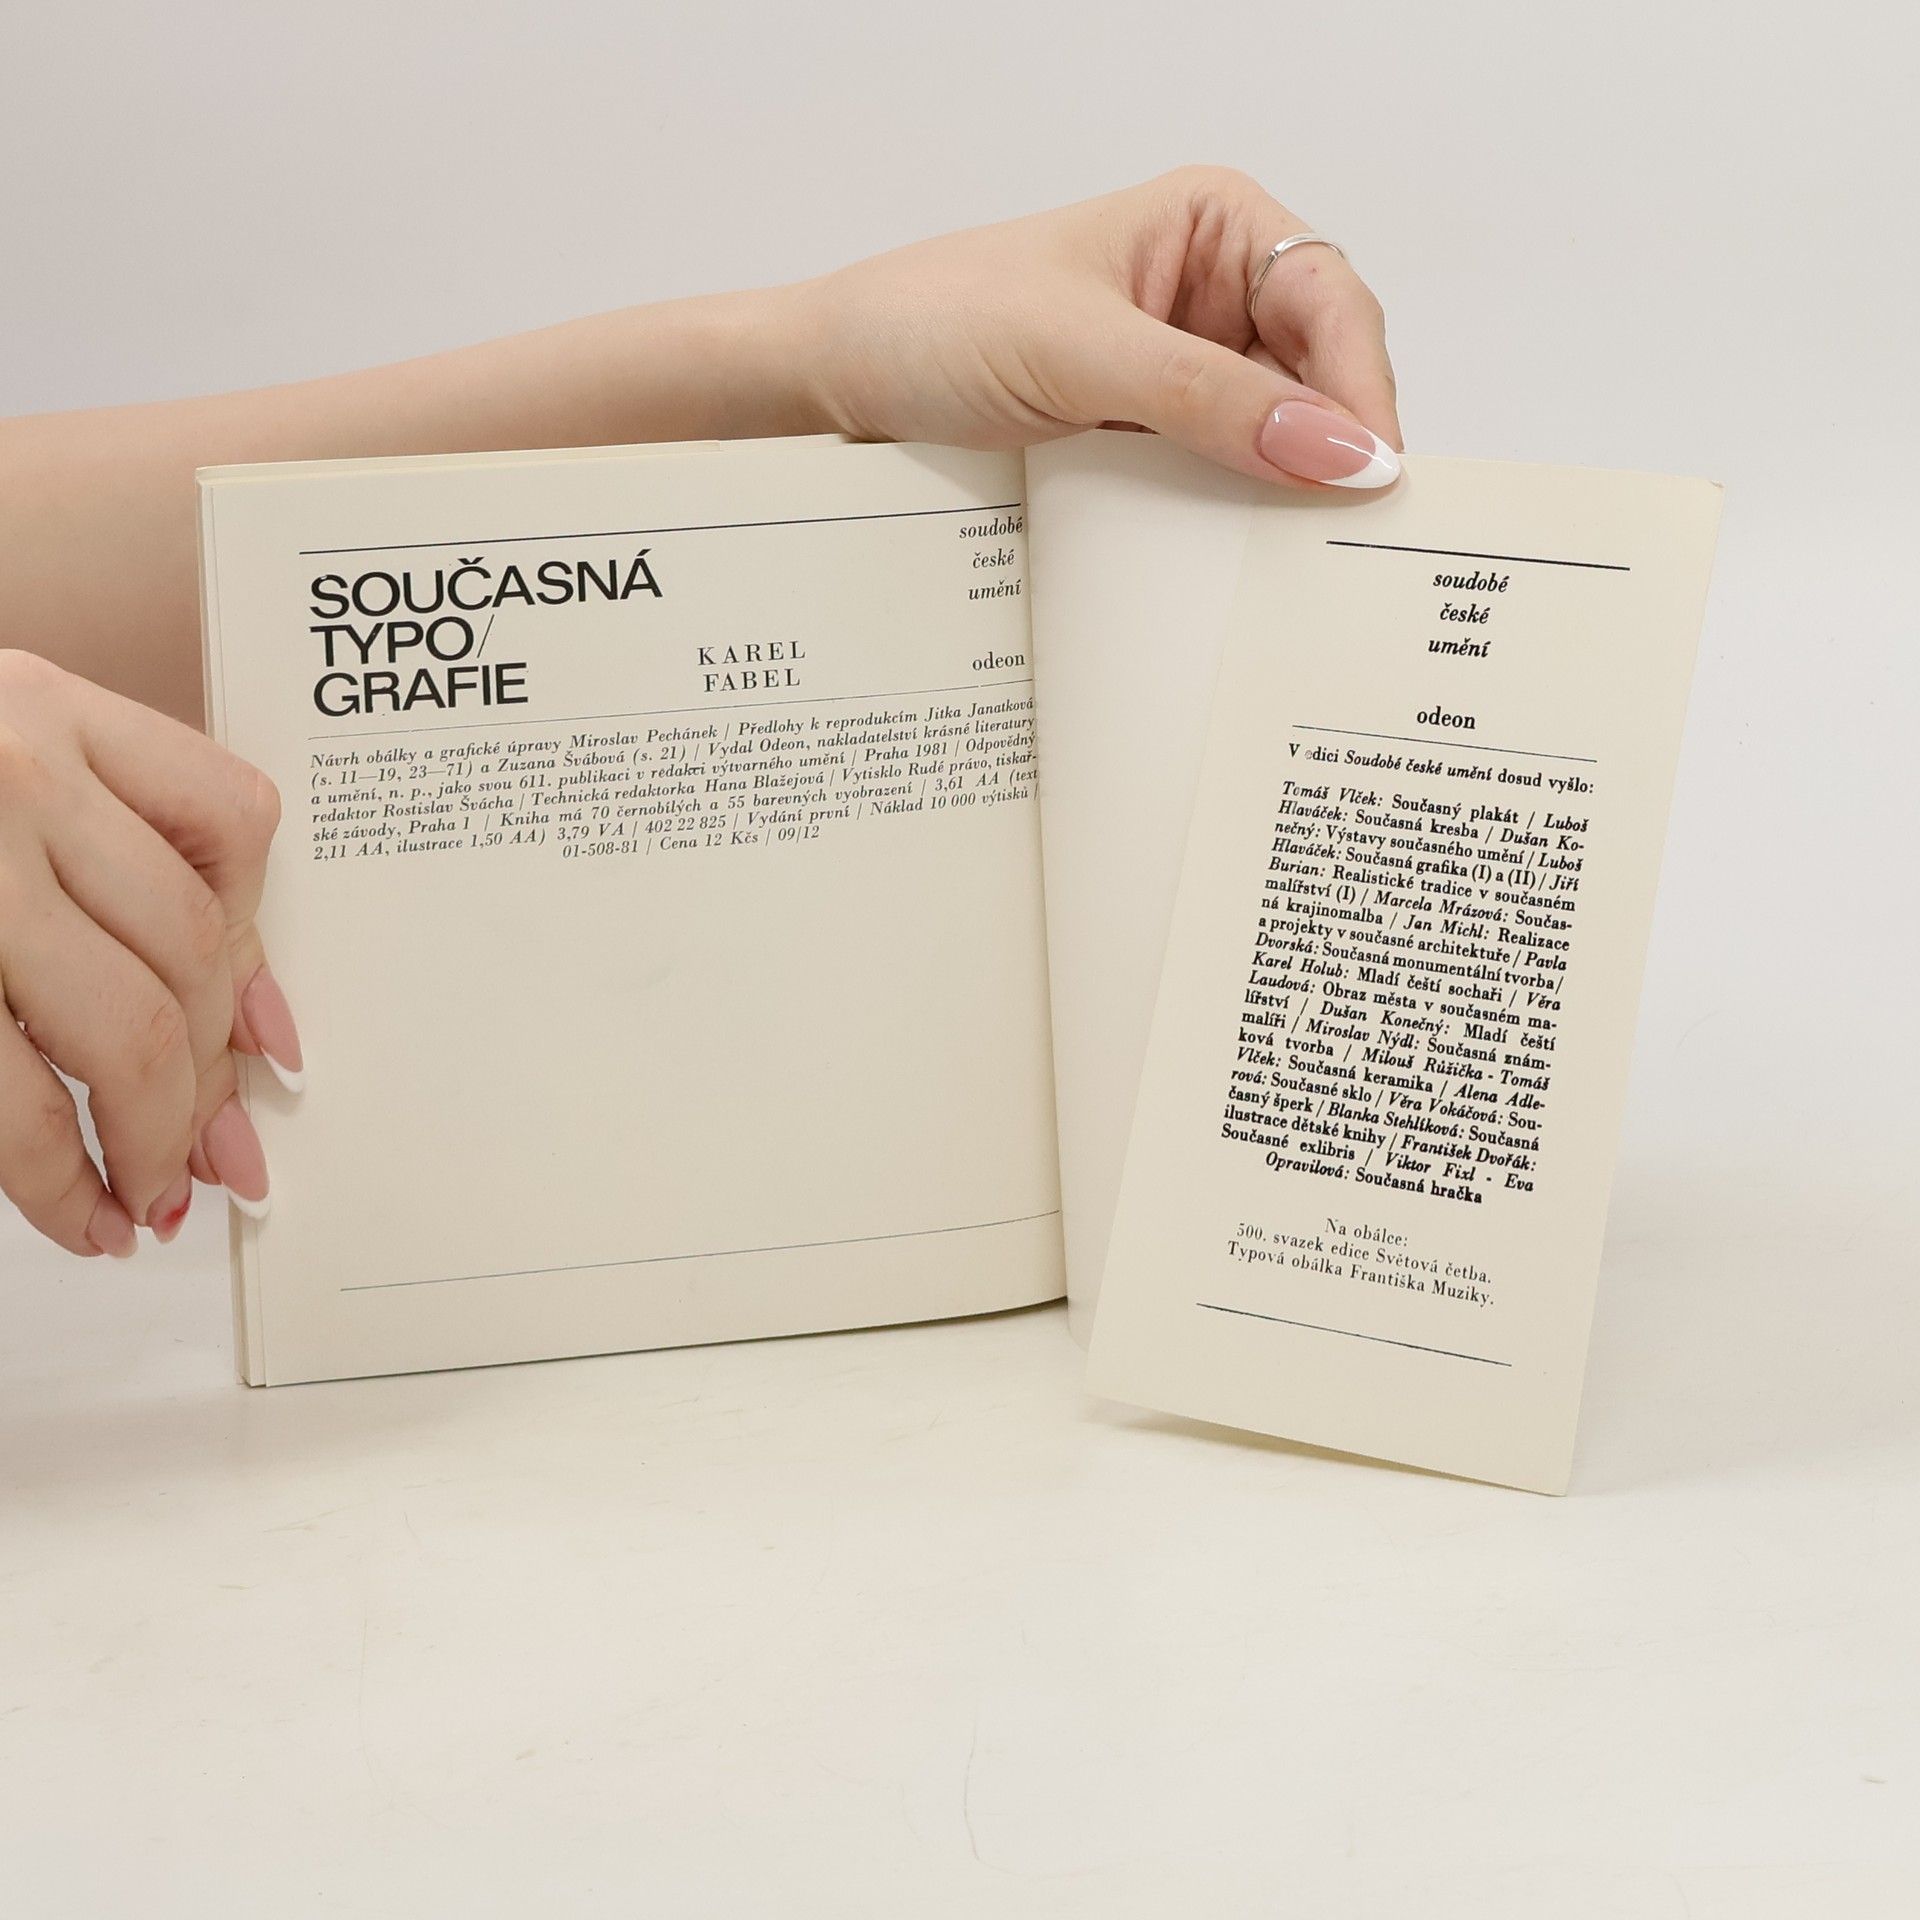 SOUČASNÁ
TYPO/
GRAFIE
KAREL
FABEL
soudobé
české
umění
odeon
Návrh obálky a grafické úpravy Miroslav Pechánek / Předlohy k reprodukcím Jitka Janatková
(s. 11—19, 23—71) a Zuzana Švábová (s. 21) / Vydal Odeon, nakladatelství krásné literatury
a umění, n. p., jako svou 611. publikaci v redakci výtvarného umění / Praha 1981 / Odpovědný
redaktor Rostislav Švácha / Technická redaktorka Hana Blažejová / Vytisklo Rudé právo, tiskař-
ské závody, Praha 1 / Kniha má 70 černobílých a 55 barevných vyobrazení / 3,61 AA (text
2,11 AA, ilustrace 1,50 AA) 3,79 VA / 402 22 825 / Vydání první / Náklad 10 000 výtisků /
01-508-81 / Cena 12 Kčs / 09/12
soudobé
české
umění
odeon
V edici Soudobé české umění dosud vyšlo:
Tomáš Vlček: Současný plakát / Luboš
Hlaváček: Současná kresba / Dušan Ko-
nečný: Výstavy současného umění / Luboš
Hlaváček: Současná grafika (I) a (II) / Jiří
Burian: Realistické tradice v současném
malířství (I) / Marcela Mrázová: Součas-
ná krajinomalba / Jan Michl: Realizace
a projekty v současné architektuře / Pavla
Dvorská: Současná monumentální tvorba /
Karel Holub: Mladí čeští sochaři / Věra
Laudová: Obraz města v současném ma-
lířství / Dušan Konečný: Mladí čeští
malíři / Miroslav Nýdl: Současná znám-
ková tvorba / Milouš Růžička - Tomáš
Vlček: Současná keramika / Alena Adle-
rová: Současné sklo / Věra Vokáčová: Sou-
časný šperk / Blanka Stehlíková: Současná
ilustrace dětské knihy / František Dvořák:
Současné exlibris / Viktor Fixl - Eva
Opravilová: Současná hračka
Na obálce:
500. svazek edice Světová četba.
Typová obálka Františka Muziky.